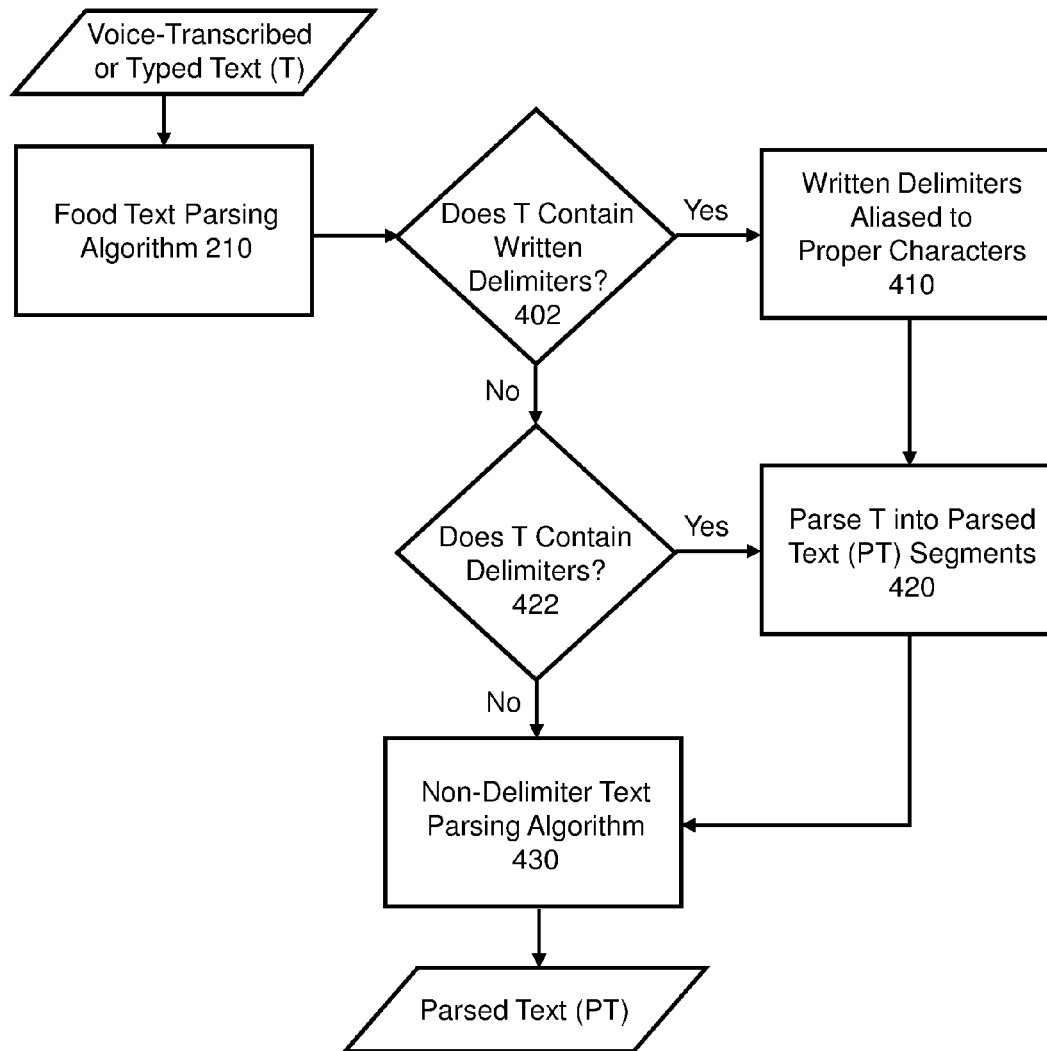 Voice-Transcribed
or Typed Text (T)
Food Text Parsing
Algorithm 210
Does T Contain
Written
Delimiters?
402
Yes
Written Delimiters
Aliased to
Proper Characters
410
No
Does T Contain
Delimiters?
422
Yes
Parse T into Parsed
Text (PT) Segments
420
No
Non-Delimiter Text
Parsing Algorithm
430
Parsed Text (PT)